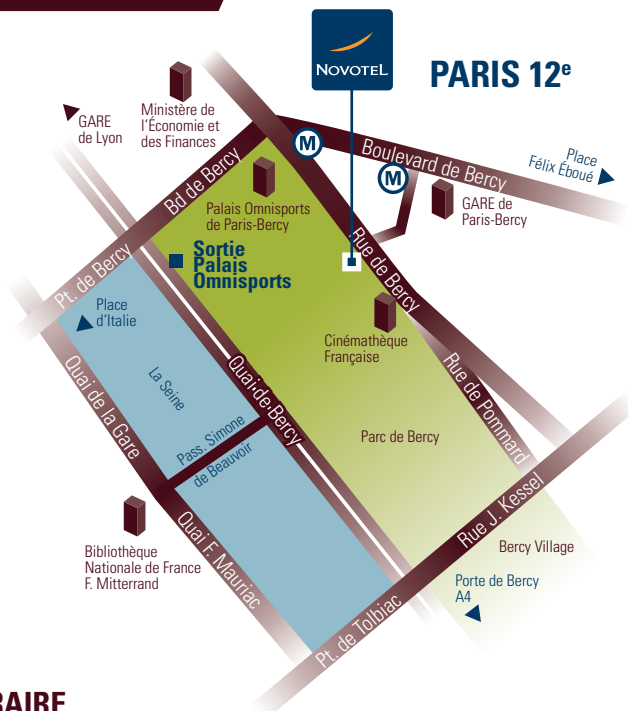 NOVOTEL
PARIS 12e
GARE
de Lyon
Ministère de
l'Économie et
des Finances
M
Boulevard de Bercy
Place
Félix Éboué
M
Bd de Bercy
GARE de
Paris-Bercy
Palais Omnisports
de Paris-Bercy
Sortie
Palais
Omnisports
Rue de Bercy
Pt. de Bercy
Place
d'Italie
Cinémathèque
Française
La Seine
Quai de Bercy
Rue de Pommard
Quai de la Gare
Parc de Bercy
Pass. Simone
de Beauvoir
Rue J. Kessel
Bercy Village
Bibliothèque
Nationale de France
F. Mitterrand
Quai F. Mauriac
Porte de Bercy
A4
Pt. de Tolbiac
RAIRE